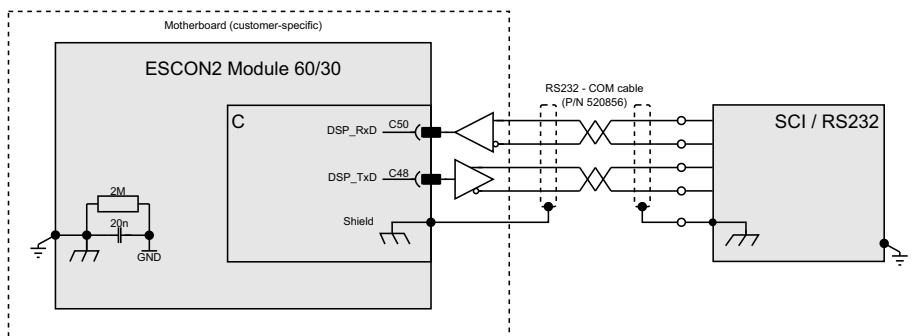 Motherboard (customer-specific)
ESCON2 Module 60/30
RS232 - COM cable
(P/N 520856)
C
SCI / RS232
DSP_RxD
C50
DSP_TxD
C48
2M
20n
Shield
GND